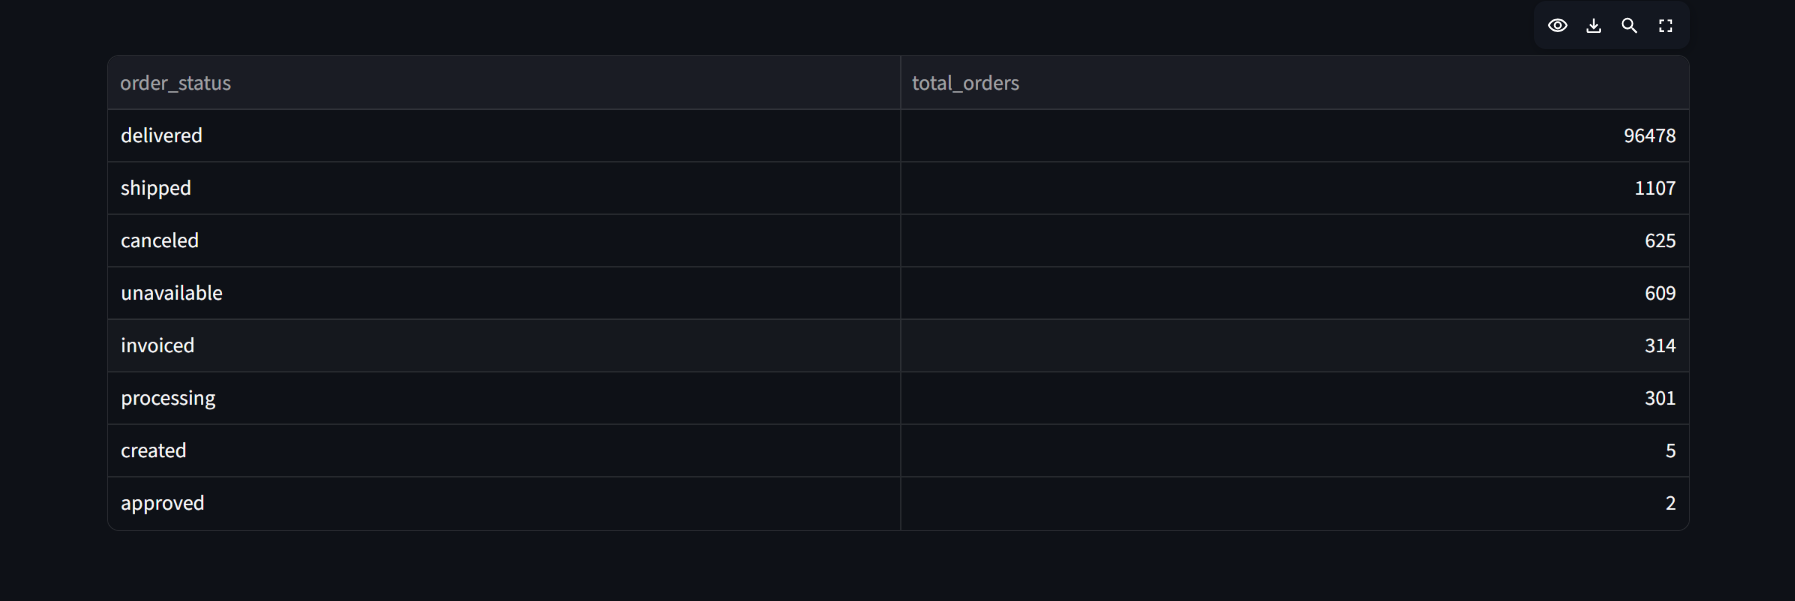 order_status total_orders
delivered 96478
shipped 1107
canceled 625
unavailable 609
invoiced 314
processing 301
created 5
approved 2